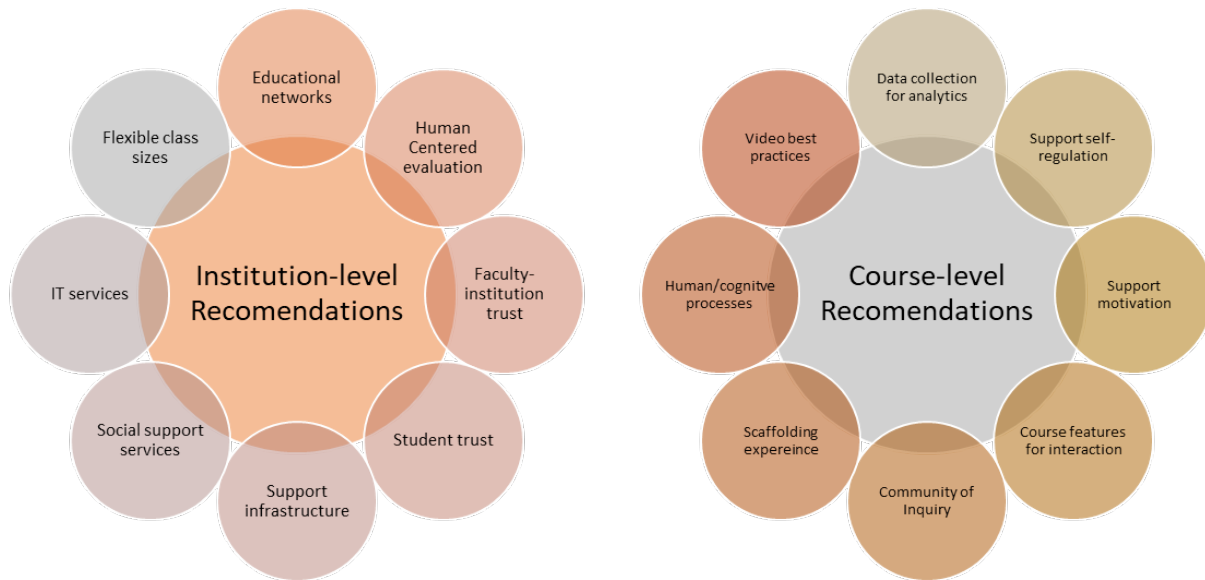 Institution-level
Recomendations
Educational
networks
Human
Centered
evaluation
Faculty-
institution
trust
Student trust
Support
infrastructure
Social support
services
IT services
Flexible class
sizes
Course-level
Recomendations
Data collection
for analytics
Support self-
regulation
Support
motivation
Course features
for interaction
Community of
Inquiry
Scaffolding
expereince
Human/cognitve
processes
Video best
practices